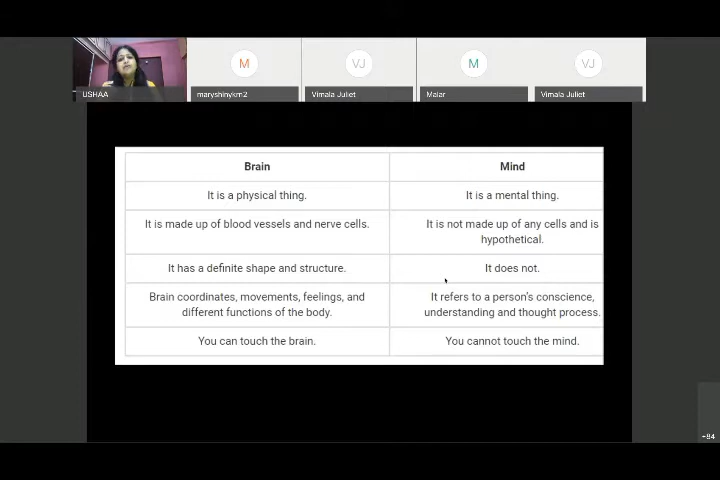 M
VJ
M
VJ
USHAA
maryshinykm2
Vimala Juliet
Malar
Vimala Juliet
Brain
Mind
It is a physical thing.
It is a mental thing.
It is made up of blood vessels and nerve cells.
It is not made up of any cells and is
hypothetical.
It has a definite shape and structure.
It does not.
Brain coordinates, movements, feelings, and
different functions of the body.
It refers to a person's conscience,
understanding and thought process.
You can touch the brain.
You cannot touch the mind.
+84